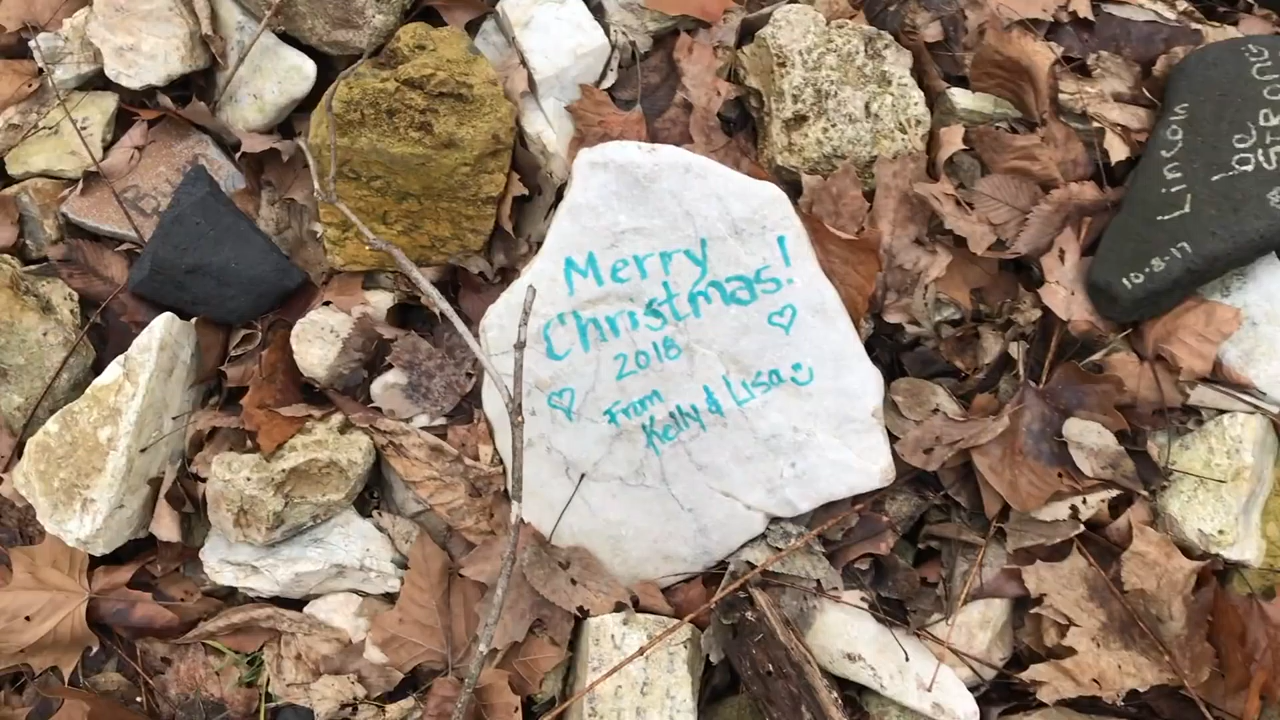 Merry
Christmas!
2018
From
Kelly & Lisa
Lincoln
be
STRONG
10-8-17